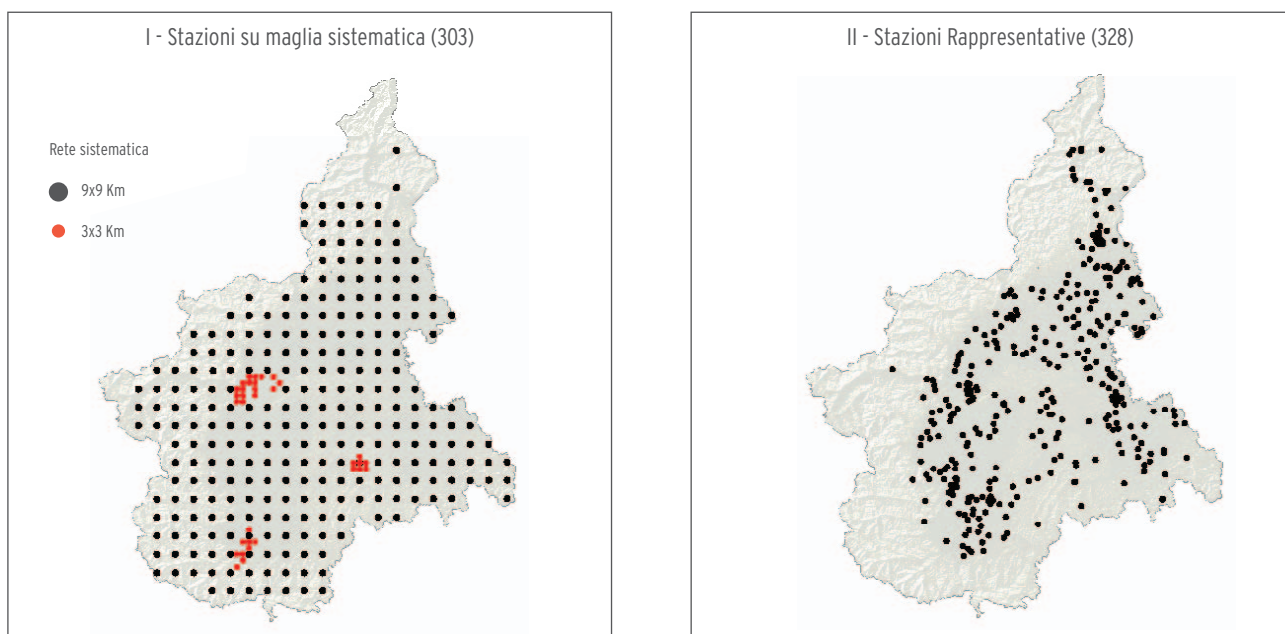 I - Stazioni su maglia sistematica (303)
Rete sistematica
9x9 Km
3x3 Km
II - Stazioni Rappresentative (328)